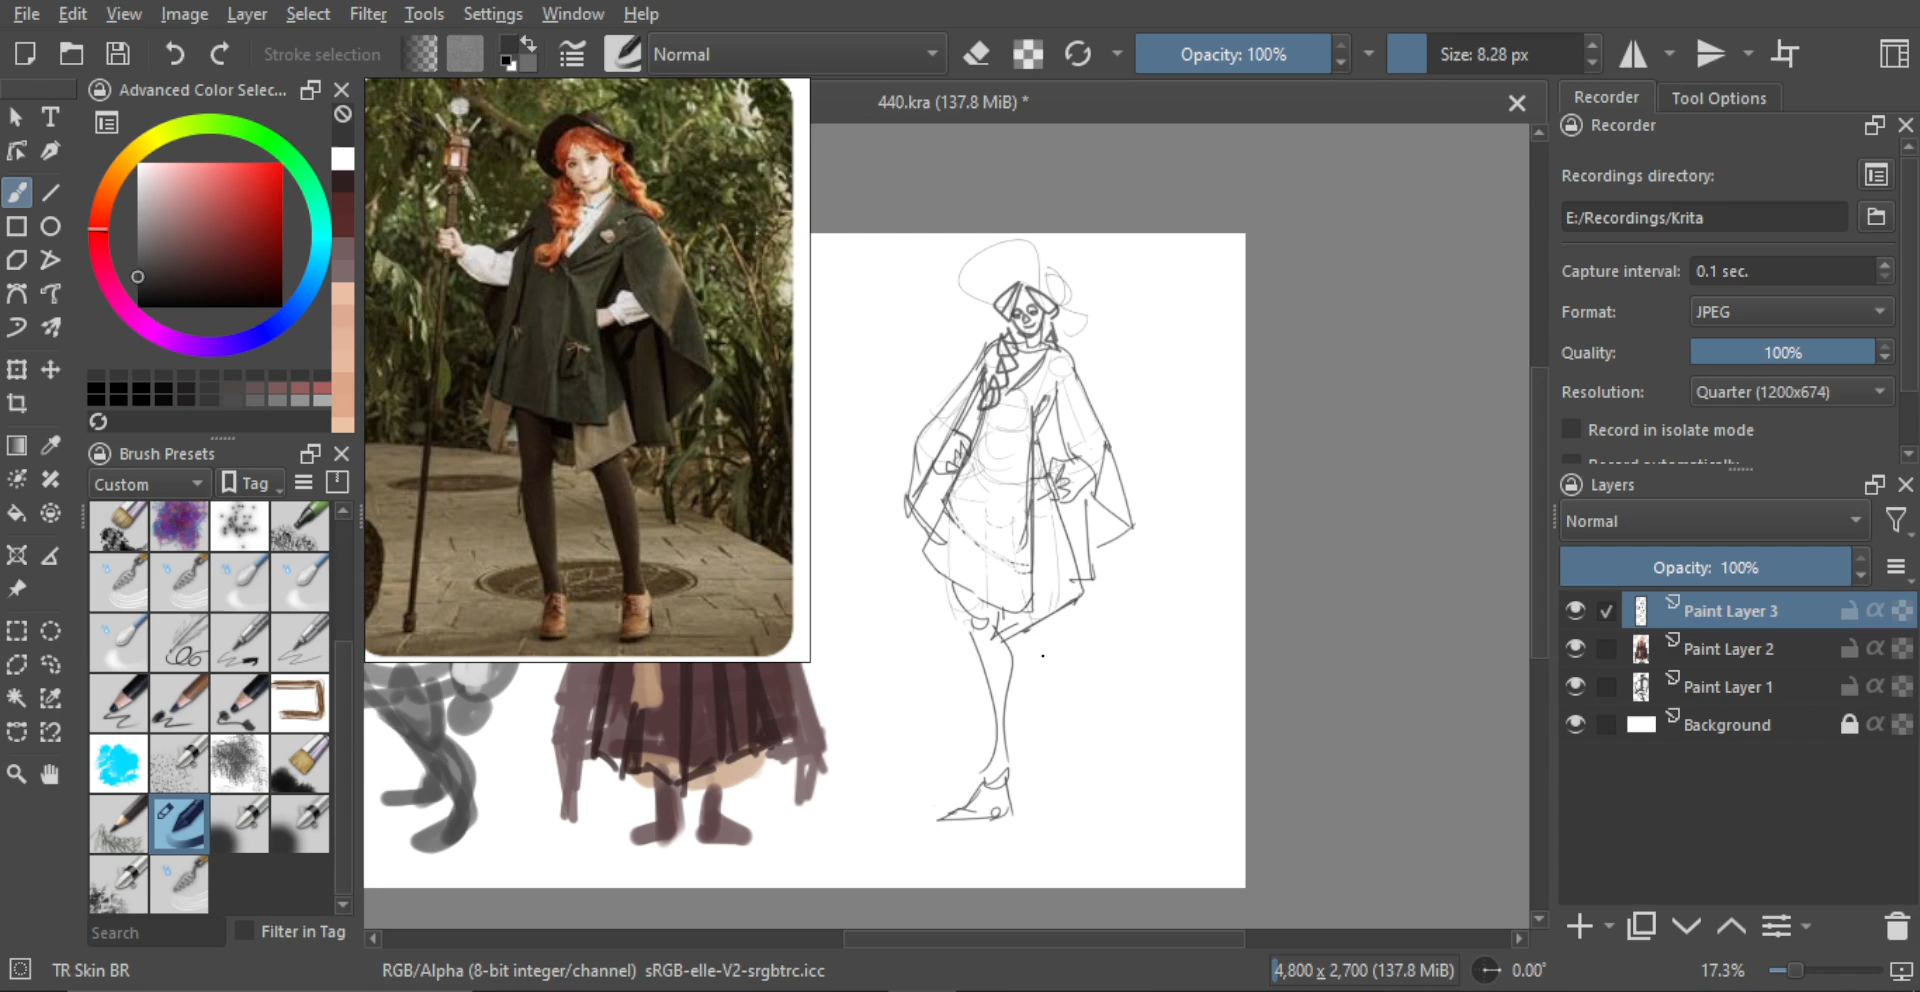 File Edit View Image Layer Select Filter Tools Settings Window Help
Stroke selection Normal Opacity: 100% Size: 8.28 px
Advanced Color Selec...
440.kra (137.8 MiB) *
Recorder Tool Options
Recorder
Recordings directory:
E:/Recordings/Krita
Capture interval: 0.1 sec.
Format: JPEG
Quality: 100%
Resolution: Quarter (1200x674)
Record in isolate mode
Brush Presets
Custom Tag
Layers
Normal
Opacity: 100%
Paint Layer 3
Paint Layer 2
Paint Layer 1
Background
Search Filter in Tag
TR Skin BR RGB/Alpha (8-bit integer/channel) sRGB-elle-V2-srgbtrc.icc 4,800 x 2,700 (137.8 MiB) 0.00° 17.3%